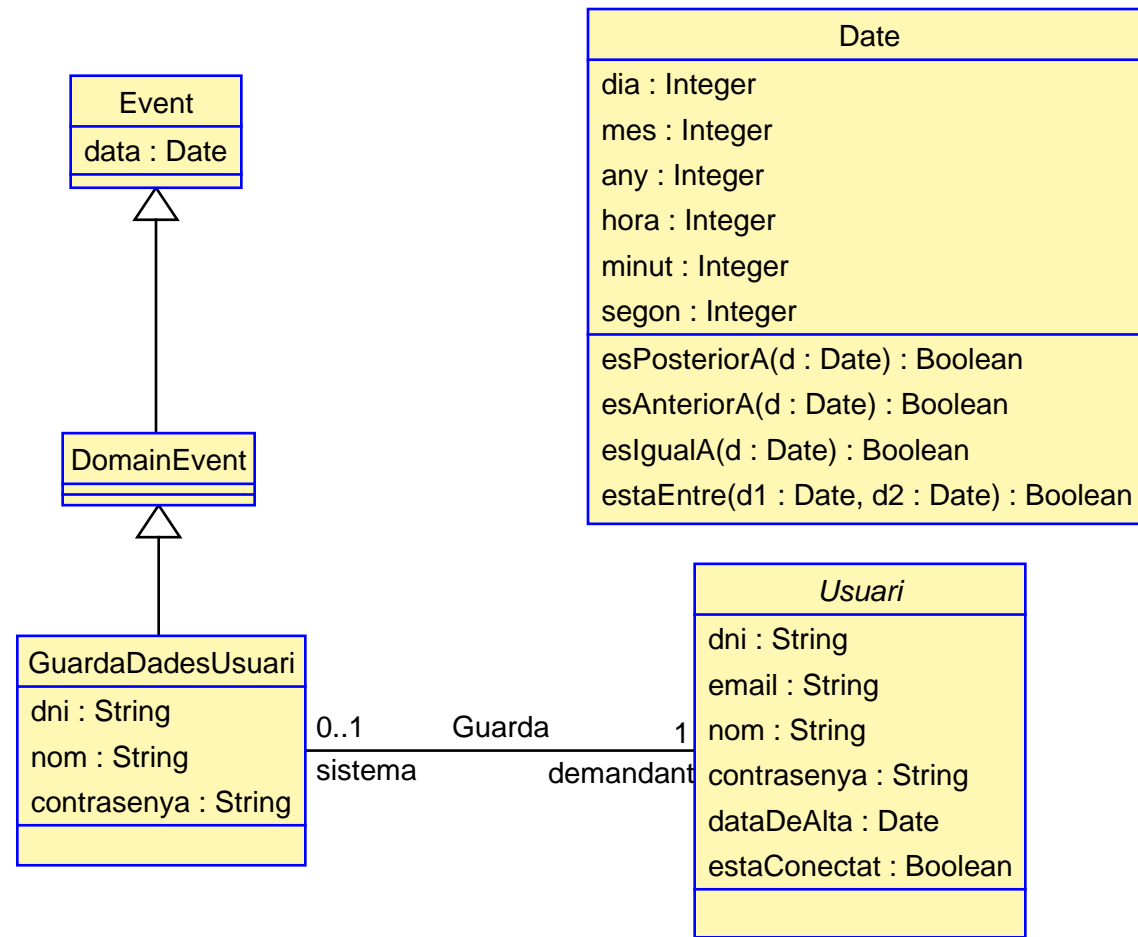 Event
data : Date
DomainEvent
GuardaDadesUsuari
dni : String
nom : String
contrasenya : String
0..1
Guarda
1
sistema
demandant
Date
dia : Integer
mes : Integer
any : Integer
hora : Integer
minut : Integer
segon : Integer
esPosteriorA(d : Date) : Boolean
esAnteriorA(d : Date) : Boolean
esIgualA(d : Date) : Boolean
estaEntre(d1 : Date, d2 : Date) : Boolean
Usuari
dni : String
email : String
nom : String
contrasenya : String
dataDeAlta : Date
estaConectat : Boolean